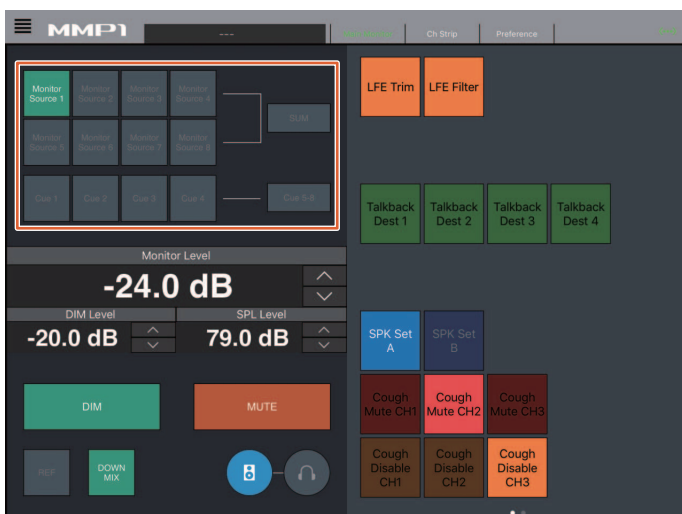 MMP1
---
Ch Strip
Preference
Monitor Source 1
Monitor Source 2
Monitor Source 3
Monitor Source 4
SUM
Monitor Source 5
Monitor Source 6
Monitor Source 7
Monitor Source 8
Cue 1
Cue 2
Cue 3
Cue 4
Cue 5-8
Monitor Level
-24.0 dB
DIM Level
SPL Level
-20.0 dB
79.0 dB
DIM
MUTE
REF
DOWN
MIX
LFE Trim
LFE Filter
Talkback
Dest 1
Talkback
Dest 2
Talkback
Dest 3
Talkback
Dest 4
SPK Set
A
SPK Set
B
Cough
Mute CH1
Cough
Mute CH2
Cough
Mute CH3
Cough
Disable
CH1
Cough
Disable
CH2
Cough
Disable
CH3